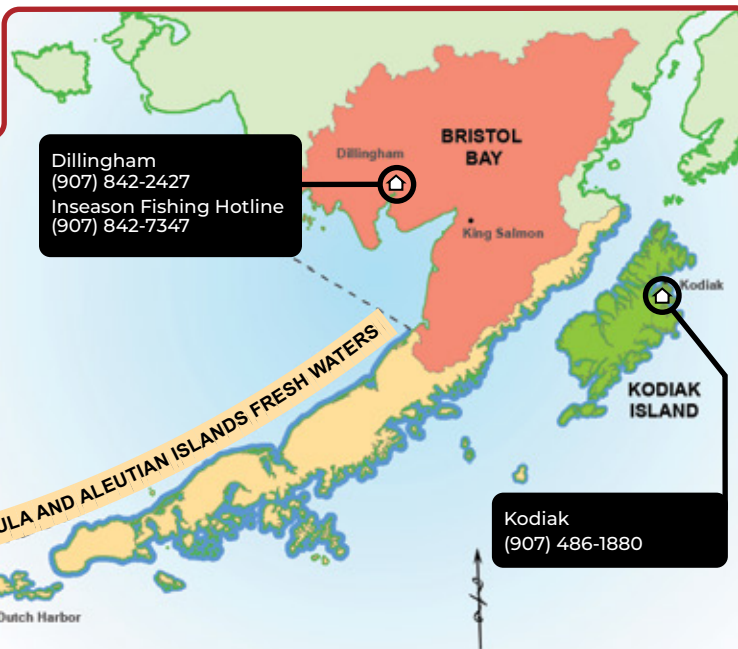 BRISTOL
BAY
Dillingham
Dillingham
(907) 842-2427
Inseason Fishing Hotline
(907) 842-7347
King Salmon
Kodiak
KODIAK
ISLAND
AND ALEUTIAN ISLANDS FRESH WATERS
Kodiak
(907) 486-1880
Dutch Harbor